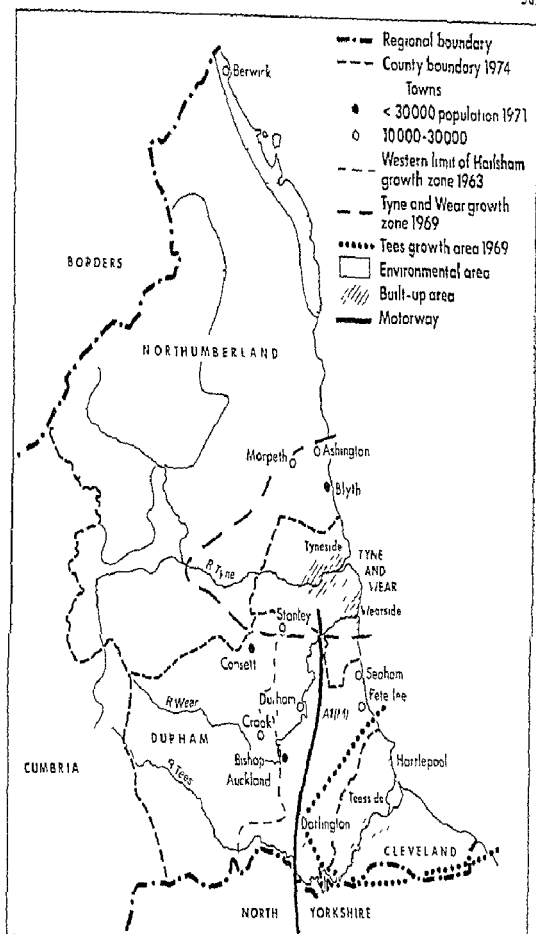 Regional boundary
County boundary 1974
Towns
< 30000 population 1971
10000-30000
Western limit of Hailsham
growth zone 1963
Tyne and Wear growth
zone 1969
Tees growth area 1969
Environmental area
Built-up area
Motorway
Berwick
BORDERS
NORTHUMBERLAND
Morpeth
Ashington
Blyth
Tyneside
TYNE
AND
WEAR
R Tyne
Wearside
Stanley
Consett
Seaham
Peterlee
R Wear
Durham
A1(M)
Crook
DURHAM
Bishop
Auckland
Hartlepool
CUMBRIA
R Tees
Teesside
Darlington
CLEVELAND
NORTH YORKSHIRE